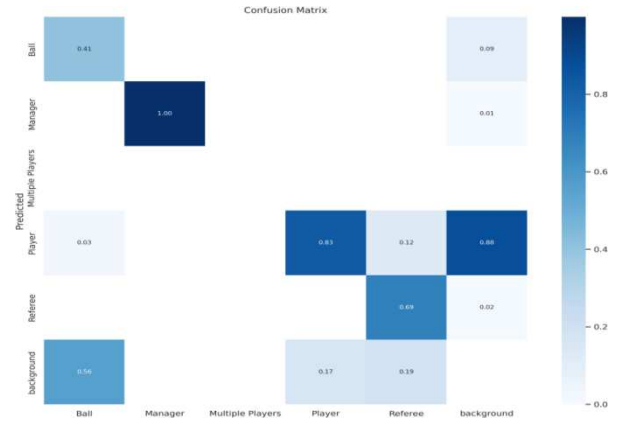 Confusion Matrix
Ball
0.41
0.09
Manager
1.00
0.01
0.8
Multiple Players
0.6
Predicted
Player
0.03
0.83
0.12
0.88
0.4
Referee
0.69
0.02
0.2
background
0.56
0.17
0.19
0.0
Ball Manager Multiple Players Player Referee background